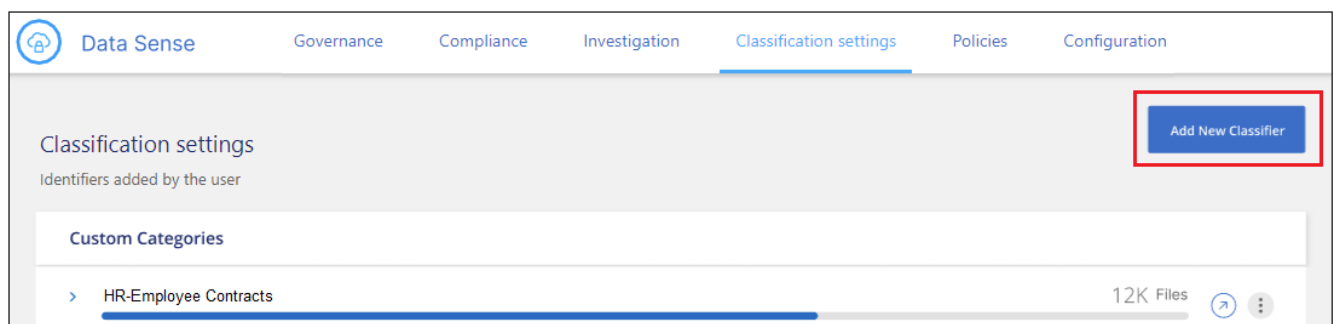 Data Sense Governance Compliance Investigation Classification settings Policies Configuration
Add New Classifier
Classification settings
Identifiers added by the user
Custom Categories
HR-Employee Contracts 12K Files